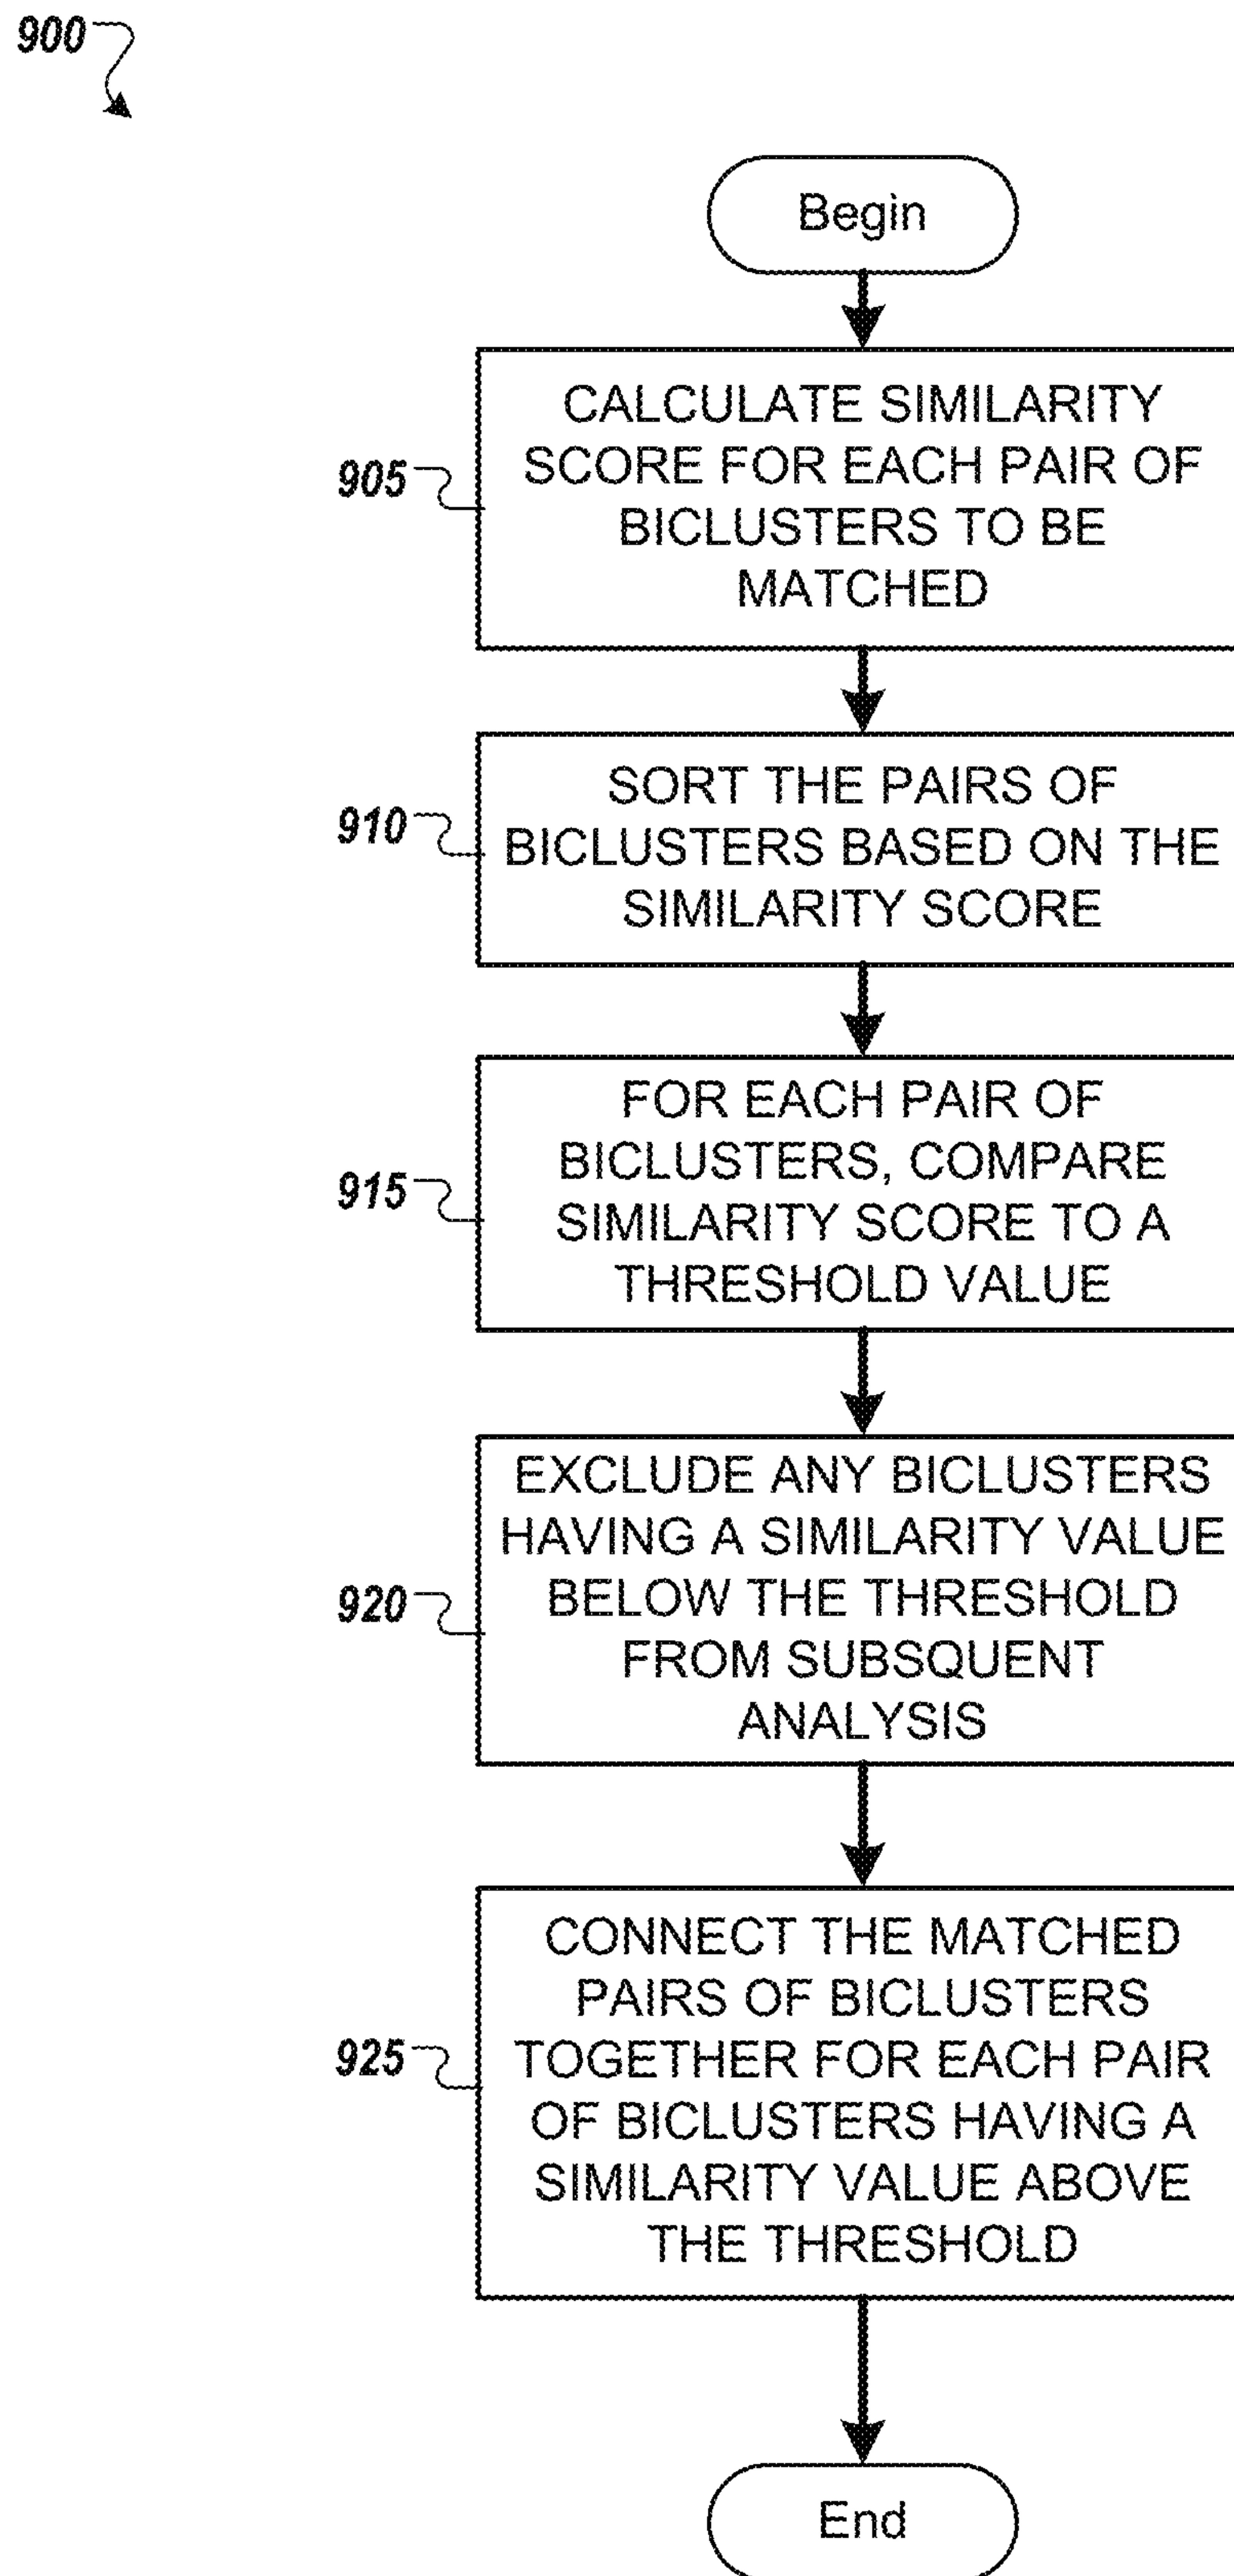 900
Begin
905
CALCULATE SIMILARITY
SCORE FOR EACH PAIR OF
BICLUSTERS TO BE
MATCHED
910
SORT THE PAIRS OF
BICLUSTERS BASED ON THE
SIMILARITY SCORE
915
FOR EACH PAIR OF
BICLUSTERS, COMPARE
SIMILARITY SCORE TO A
THRESHOLD VALUE
920
EXCLUDE ANY BICLUSTERS
HAVING A SIMILARITY VALUE
BELOW THE THRESHOLD
FROM SUBSQUENT
ANALYSIS
925
CONNECT THE MATCHED
PAIRS OF BICLUSTERS
TOGETHER FOR EACH PAIR
OF BICLUSTERS HAVING A
SIMILARITY VALUE ABOVE
THE THRESHOLD
End